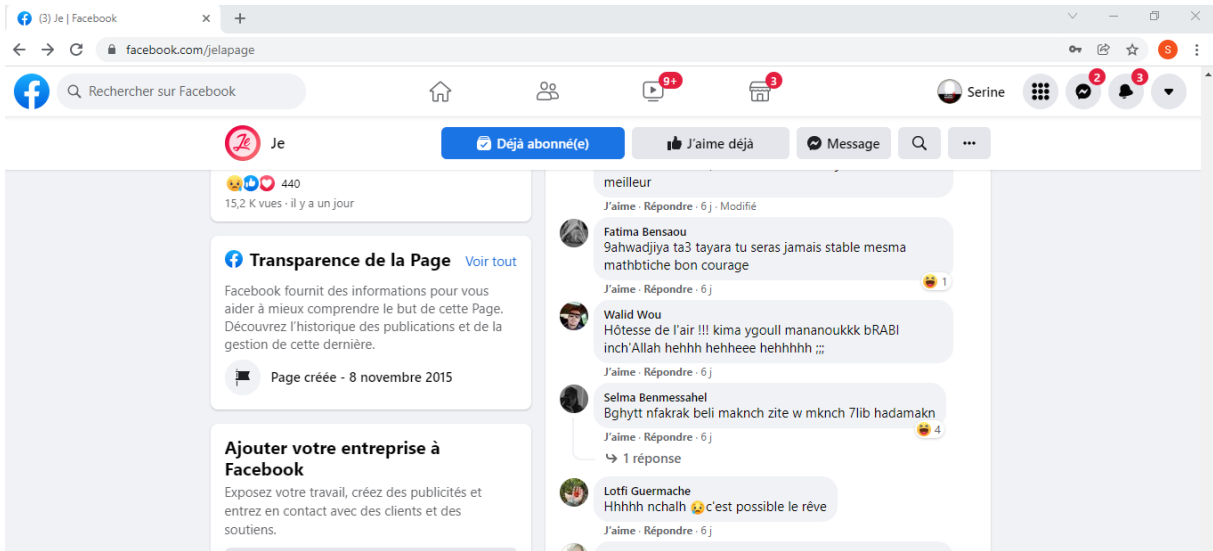 (3) Je | Facebook
facebook.com/jelapage
S
Rechercher sur Facebook
9+
3
Serine
2
3
Je
Déjà abonné(e)
J'aime déjà
Message
440
15,2 K vues · il y a un jour
Transparence de la Page Voir tout
Facebook fournit des informations pour vous
aider à mieux comprendre le but de cette Page.
Découvrez l'historique des publications et de la
gestion de cette dernière.
Page créée - 8 novembre 2015
Ajouter votre entreprise à
Facebook
Exposez votre travail, créez des publicités et
entrez en contact avec des clients et des
soutiens.
meilleur
J'aime · Répondre · 6 j · Modifié
Fatima Bensaou
9ahwadjiya ta3 tayara tu seras jamais stable mesma
mathbtiche bon courage
1
J'aime · Répondre · 6 j
Walid Wou
Hôtesse de l'air !!! kima ygoull mananoukkk bRABI
inch'Allah hehhh hehheee hehhhhh ;;;
J'aime · Répondre · 6 j
Selma Benmessahel
Bghytt nfakrak beli maknch zite w mknch 7lib hadamakn
4
J'aime · Répondre · 6 j
1 réponse
Lotfi Guermache
Hhhhh nchalh 😥c'est possible le rêve
J'aime · Répondre · 6 j